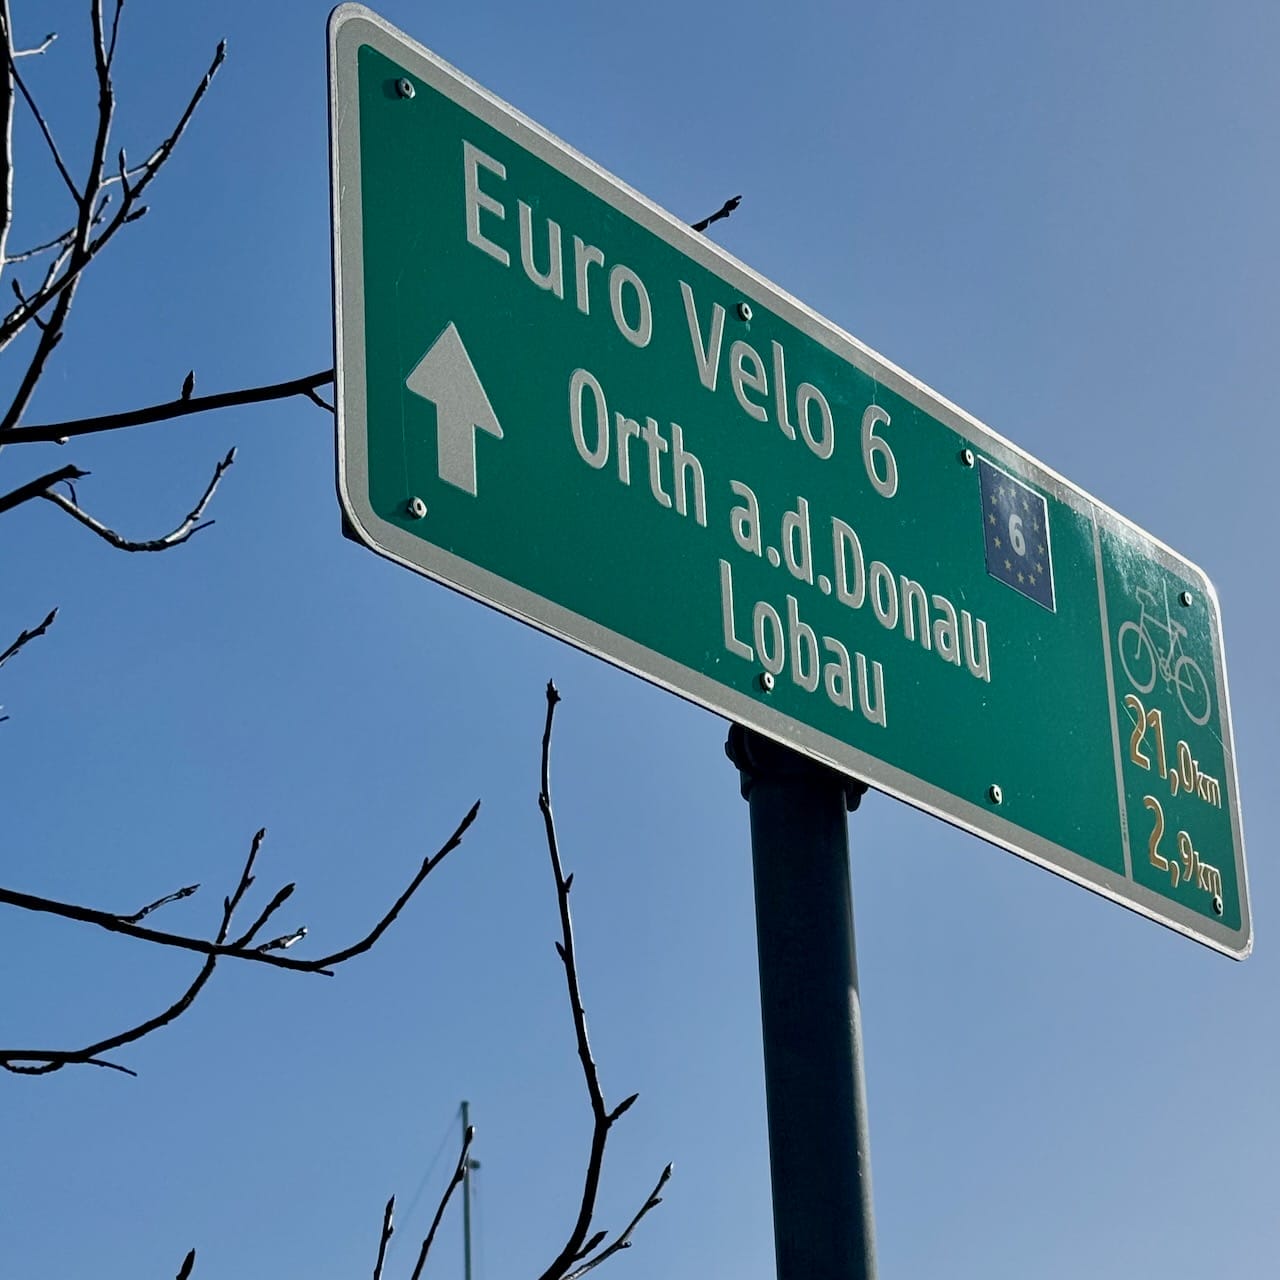 Euro Velo 6
Orth a.d.Donau
Lobau
6
21,0km
2,9km